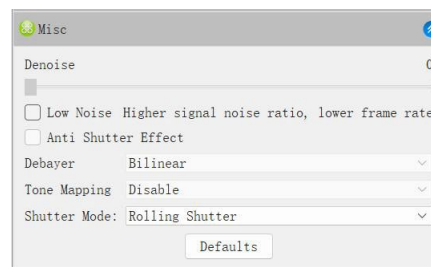 Misc
Denoise 0
Low Noise Higher signal noise ratio, lower frame rate
Anti Shutter Effect
Debayer Bilinear
Tone Mapping Disable
Shutter Mode: Rolling Shutter
Defaults